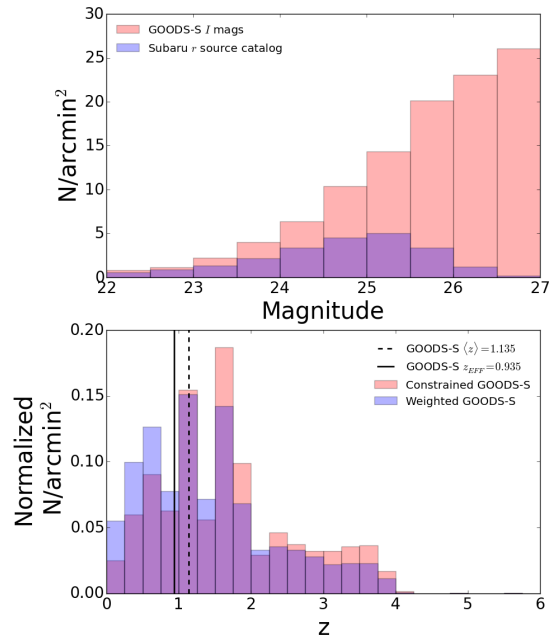 30
25
20
15
10
5
0
N/arcmin²
GOODS-S I mags
Subaru r source catalog
22 23 24 25 26 27
Magnitude
0.20
0.15
0.10
0.05
0.00
Normalized
N/arcmin²
GOODS-S ⟨z⟩=1.135
GOODS-S z_EFF=0.935
Constrained GOODS-S
Weighted GOODS-S
0 1 2 3 4 5 6
z